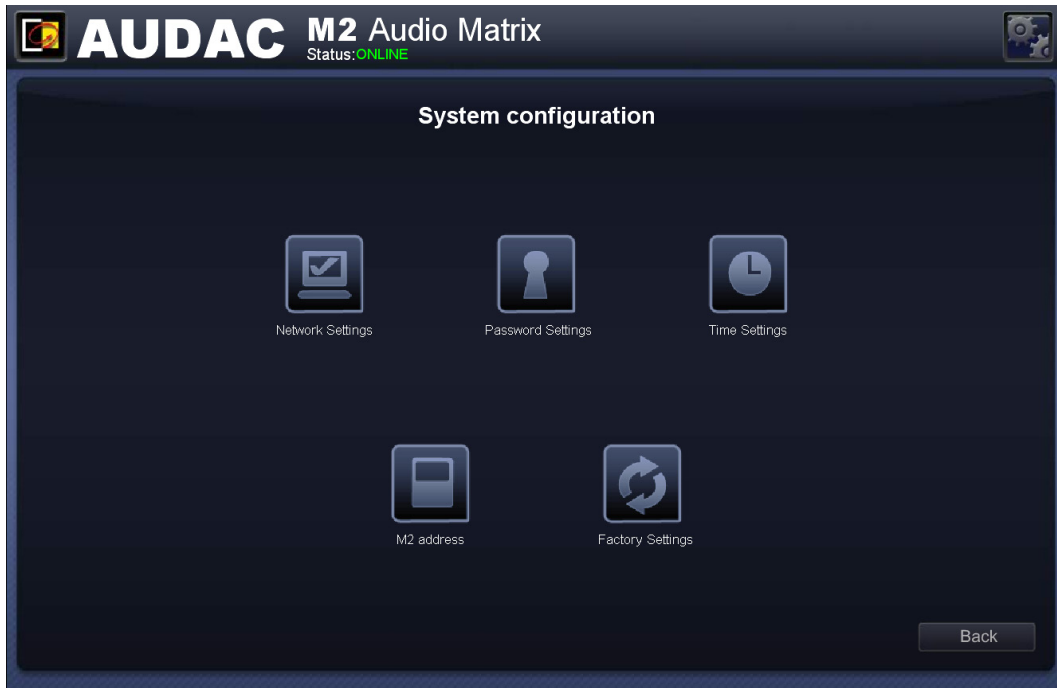 AUDAC M2 Audio Matrix
Status:ONLINE
System configuration
Network Settings
Password Settings
Time Settings
M2 address
Factory Settings
Back